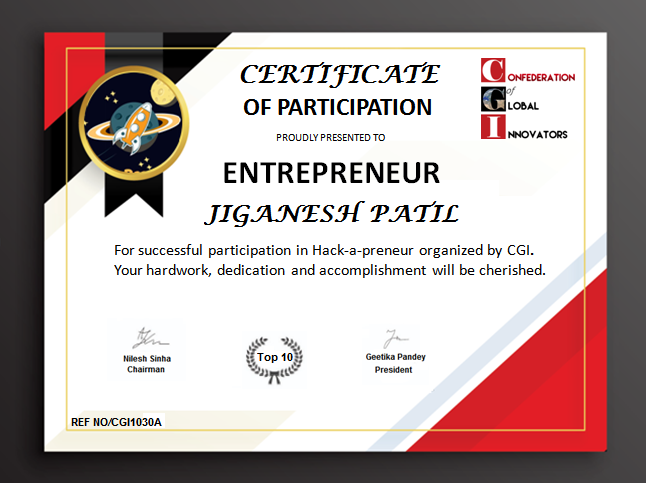 CERTIFICATE
OF PARTICIPATION
CONFEDERATION
of
GLOBAL
INNOVATORS
PROUDLY PRESENTED TO
ENTREPRENEUR
JIGANESH PATIL
For successful participation in Hack-a-preneur organized by CGI.
Your hardwork, dedication and accomplishment will be cherished.
Nilesh Sinha
Chairman
Top 10
Geetika Pandey
President
REF NO/CGI1030A